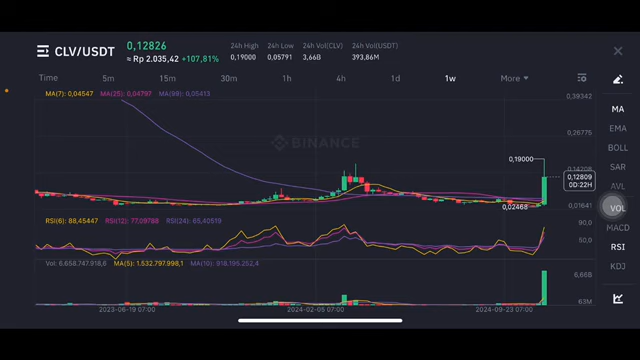 CLV/USDT
0,12826
≈ Rp 2.035,42 +107,81%
24h High
0,19000
24h Low
0,05791
24h Vol(CLV)
3,66B
24h Vol(USDT)
393,86M
Time 5m 15m 30m 1h 4h 1d 1w More
MA(7): 0,04547 MA(25): 0,04797 MA(99): 0,05413
0,39342
0,26775
BINANCE
0,19000
0,14208
0,12809
0D:22H
0,02468
0,01641
RSI(6): 88,45447 RSI(12): 77,09788 RSI(24): 65,40519
90,0
50,0
Vol: 6.658.747.918,6 MA(5): 1.532.797.998,1 MA(10): 918.195.252,4
6,66B
63M
2023-06-19 07:00 2024-02-05 07:00 2024-09-23 07:00
MA
EMA
BOLL
SAR
AVL
VOL
MACD
RSI
KDJ